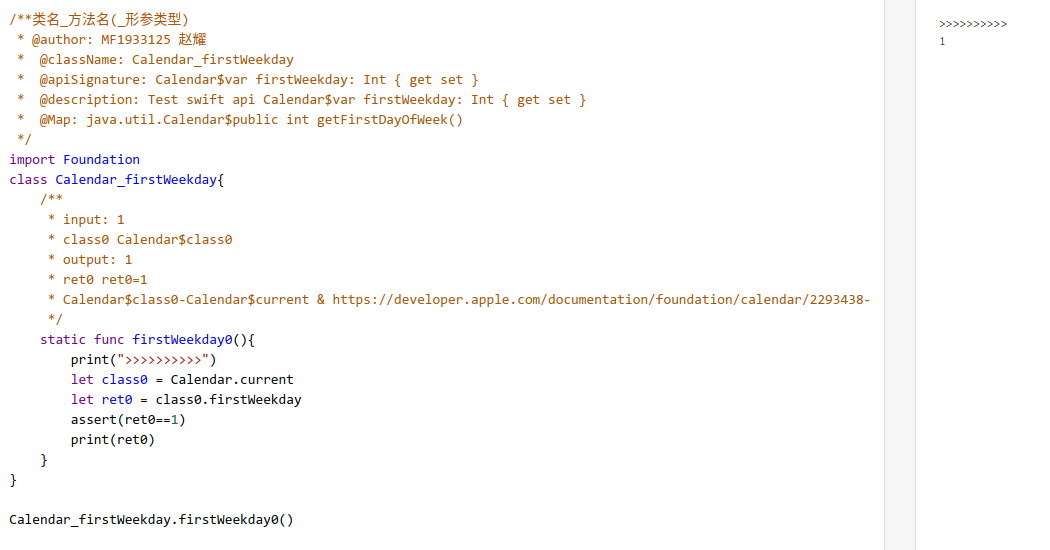 /**类名_方法名(_形参类型)
 * @author: MF1933125 赵耀
 *  @className: Calendar_firstWeekday
 *  @apiSignature: Calendar$var firstWeekday: Int { get set }
 *  @description: Test swift api Calendar$var firstWeekday: Int { get set }
 *  @Map: java.util.Calendar$public int getFirstDayOfWeek()
 */
import Foundation
class Calendar_firstWeekday{
    /**
     * input: 1
     * class0 Calendar$class0
     * output: 1
     * ret0 ret0=1
     * Calendar$class0-Calendar$current & https://developer.apple.com/documentation/foundation/calendar/2293438-
     */
    static func firstWeekday0(){
        print(">>>>>>>>>>")
        let class0 = Calendar.current
        let ret0 = class0.firstWeekday
        assert(ret0==1)
        print(ret0)
    }
}
Calendar_firstWeekday.firstWeekday0()
>>>>>>>>>>
1